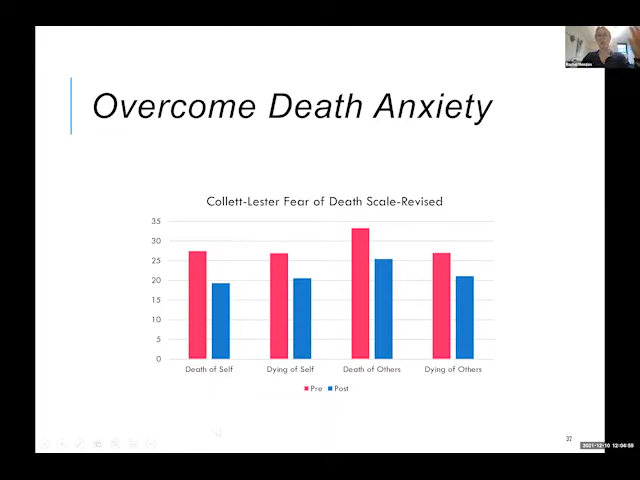 Overcome Death Anxiety
Collett-Lester Fear of Death Scale-Revised
35
30
25
20
15
10
5
0
Death of Self
Dying of Self
Death of Others
Dying of Others
Pre
Post
32
2021-12-10 12:04:59